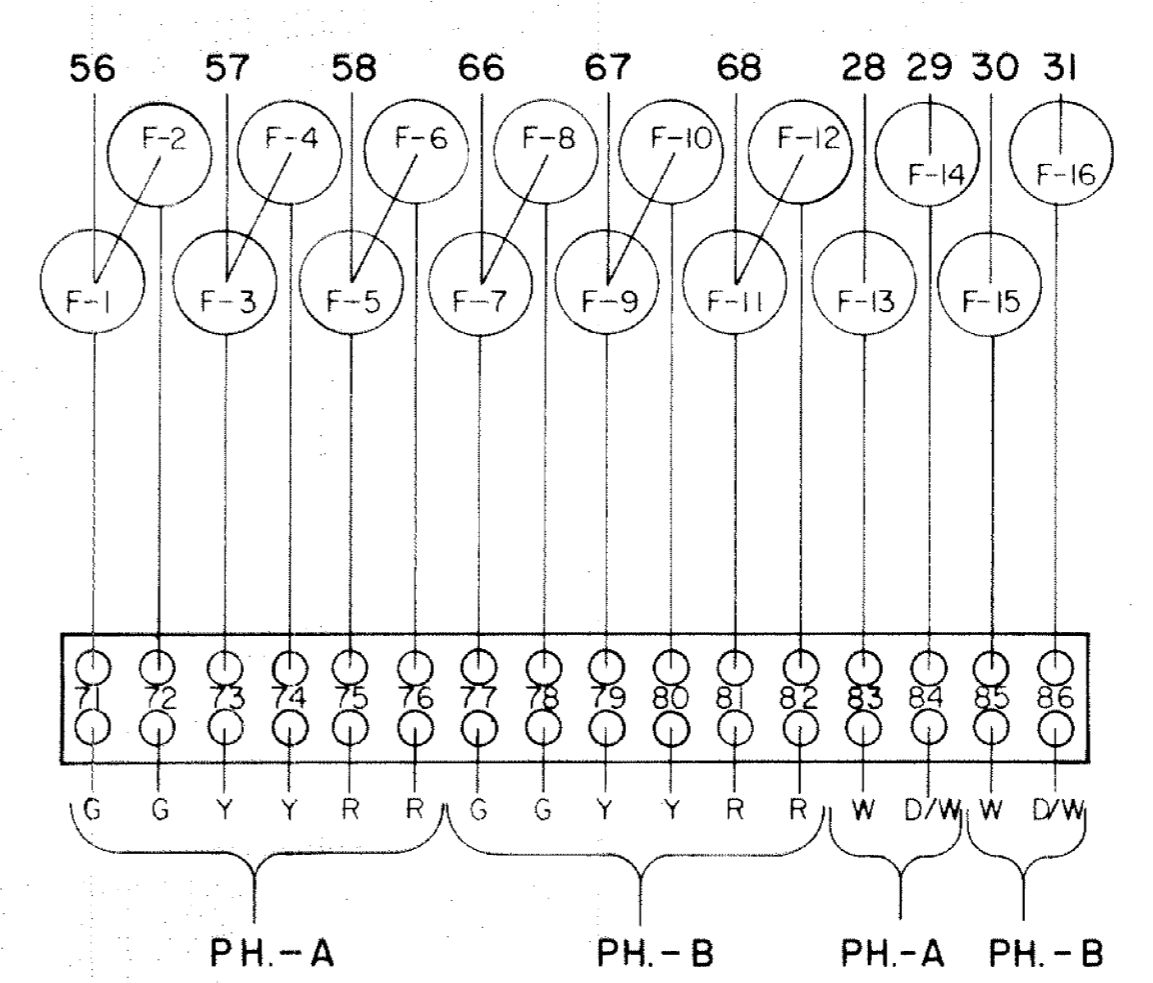 56 57 58 66 67 68 28 29 30 31
F-2 F-4 F-6 F-8 F-10 F-12 F-14 F-16
F-1 F-3 F-5 F-7 F-9 F-11 F-13 F-15
71 72 73 74 75 76 77 78 79 80 81 82 83 84 85 86
G G Y Y R R G G Y Y R R W D/W W D/W
PH.-A PH.-B PH.-A PH.-B